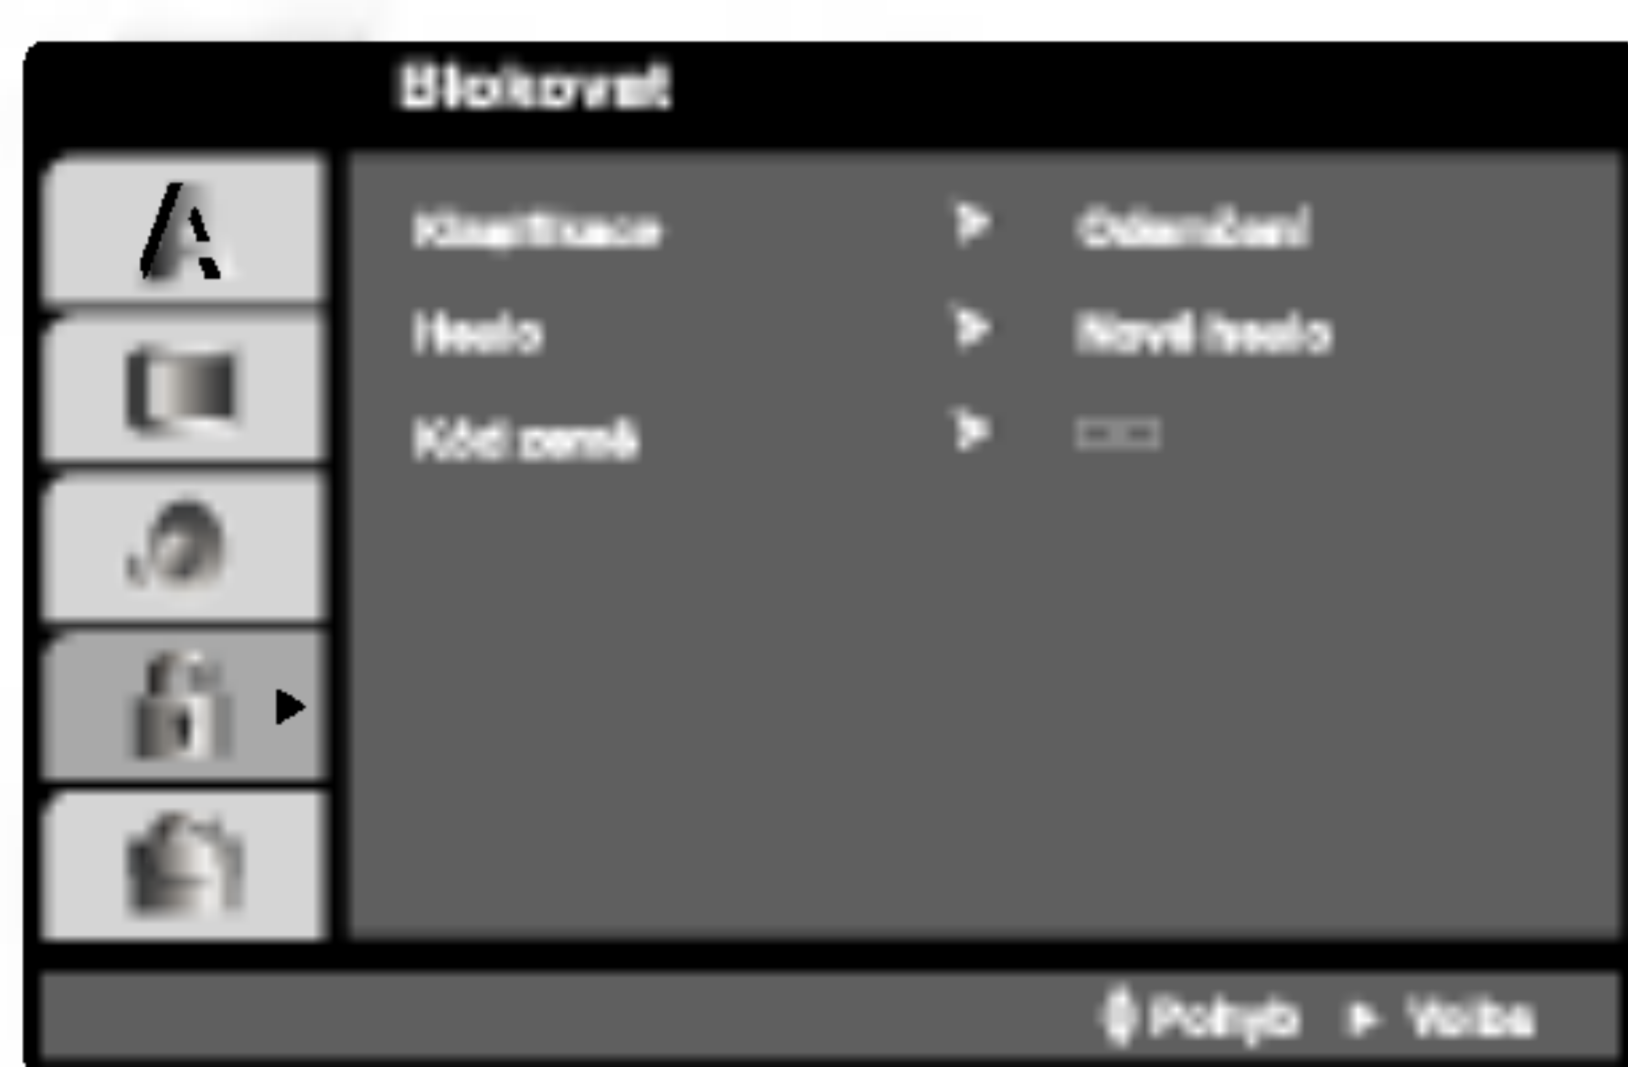 Blokovat
Klasifikace Odemčení
Heslo Nové heslo
Kód země - -
Pohyb Volba